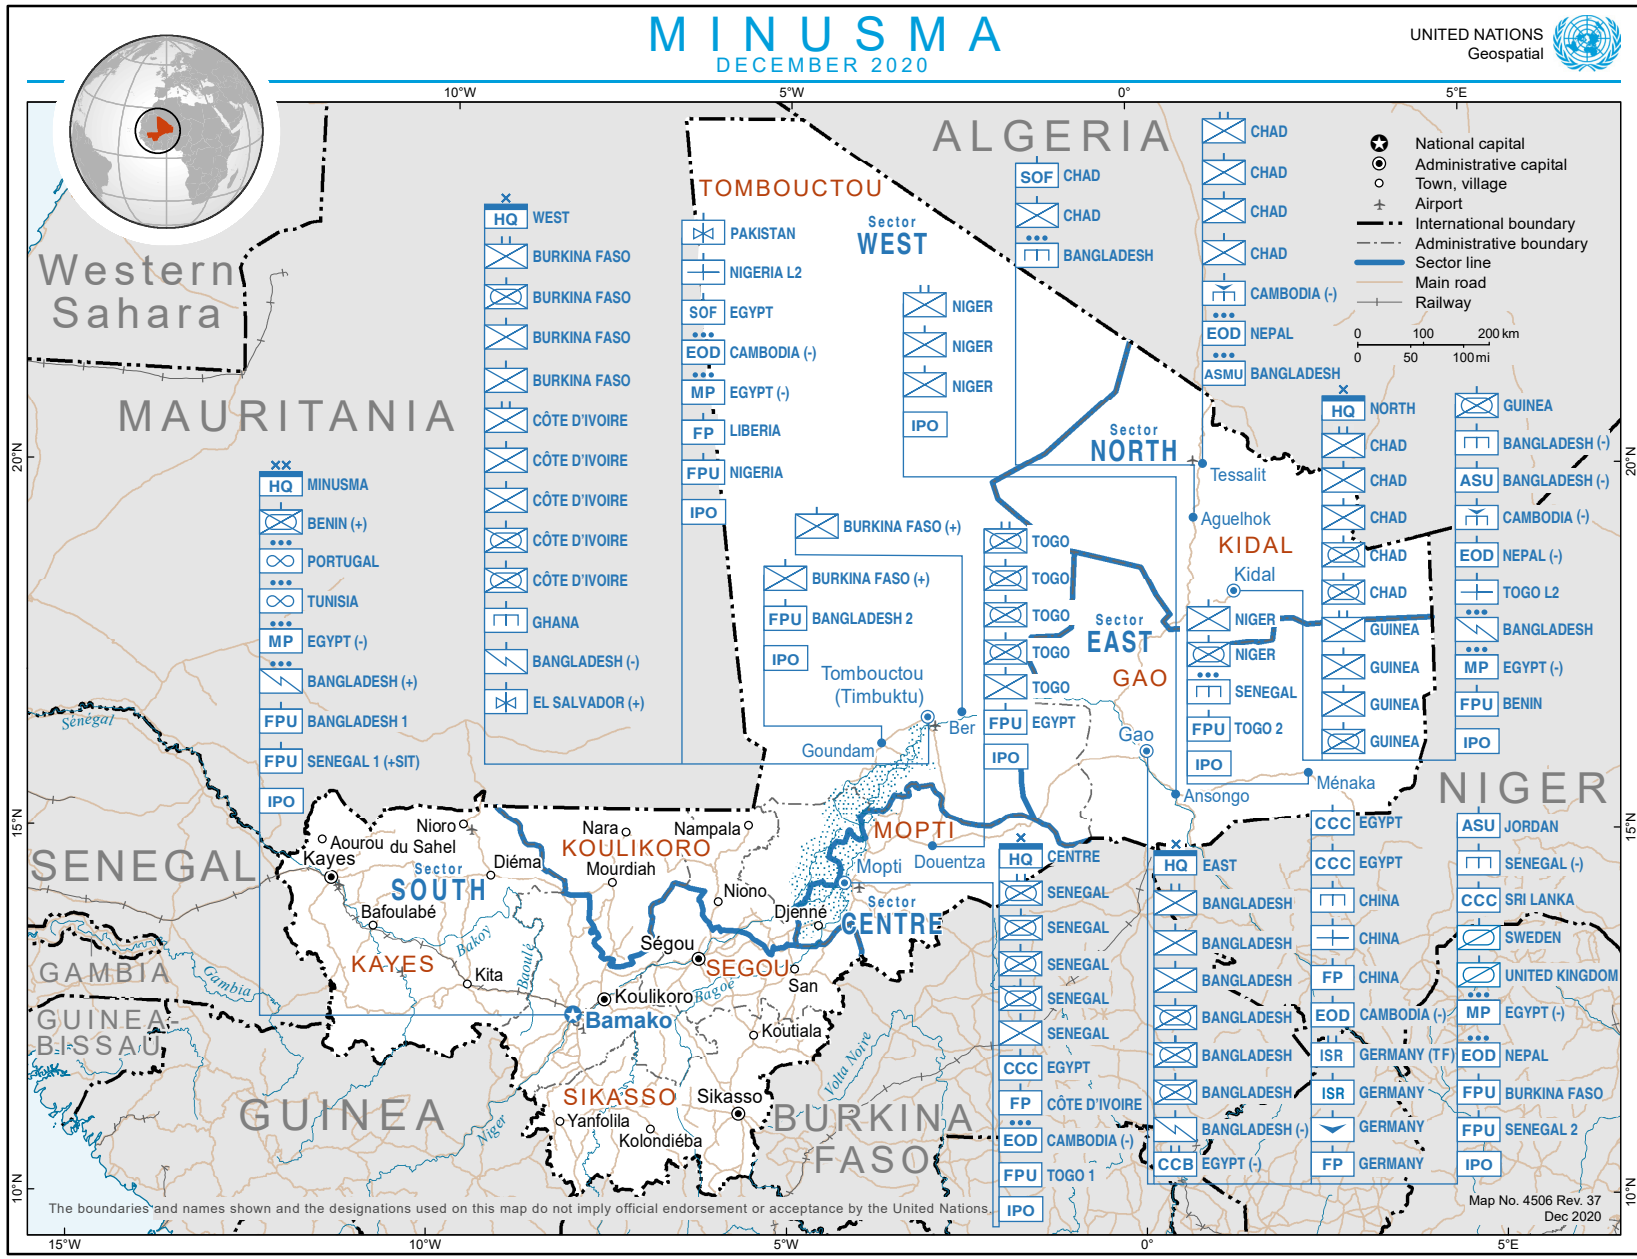 MINUSMA
DECEMBER 2020
UNITED NATIONS
Geospatial
10°W
5°W
0°
5°E
National capital
Administrative capital
Town, village
Airport
International boundary
Administrative boundary
Sector line
Main road
Railway
0 100 200 km
0 50 100 mi
ALGERIA
Western
Sahara
MAURITANIA
SENEGAL
GAMBIA
GUINEA-
BISSAU
GUINEA
BURKINA
FASO
NIGER
TOMBOUCTOU
Sector
WEST
Sector
NORTH
Sector
EAST
Sector
SOUTH
Sector
CENTRE
KIDAL
GAO
MOPTI
KOULIKORO
KAYES
SEGOU
SIKASSO
HQ MINUSMA
BENIN (+)
PORTUGAL
TUNISIA
MP EGYPT (-)
BANGLADESH (+)
FPU BANGLADESH 1
FPU SENEGAL 1 (+SIT)
IPO
HQ WEST
BURKINA FASO
BURKINA FASO
BURKINA FASO
BURKINA FASO
CÔTE D'IVOIRE
CÔTE D'IVOIRE
CÔTE D'IVOIRE
CÔTE D'IVOIRE
CÔTE D'IVOIRE
GHANA
BANGLADESH (-)
EL SALVADOR (+)
PAKISTAN
NIGERIA L2
SOF EGYPT
EOD CAMBODIA (-)
MP EGYPT (-)
FP LIBERIA
FPU NIGERIA
IPO
BURKINA FASO (+)
BURKINA FASO (+)
FPU BANGLADESH 2
IPO
NIGER
NIGER
NIGER
IPO
SOF CHAD
CHAD
BANGLADESH
CHAD
CHAD
CHAD
CHAD
CAMBODIA (-)
EOD NEPAL
ASMU BANGLADESH
HQ NORTH
CHAD
CHAD
CHAD
CHAD
CHAD
GUINEA
GUINEA
GUINEA
GUINEA
GUINEA
BANGLADESH (-)
ASU BANGLADESH (-)
CAMBODIA (-)
EOD NEPAL (-)
TOGO L2
BANGLADESH
MP EGYPT (-)
FPU BENIN
IPO
TOGO
TOGO
TOGO
TOGO
TOGO
FPU EGYPT
IPO
NIGER
NIGER
SENEGAL
FPU TOGO 2
IPO
HQ CENTRE
SENEGAL
SENEGAL
SENEGAL
SENEGAL
SENEGAL
CCC EGYPT
FP CÔTE D'IVOIRE
EOD CAMBODIA (-)
FPU TOGO 1
IPO
HQ EAST
BANGLADESH
BANGLADESH
BANGLADESH
BANGLADESH
BANGLADESH
BANGLADESH
BANGLADESH (-)
CCB EGYPT (-)
CCC EGYPT
CCC EGYPT
CHINA
CHINA
FP CHINA
EOD CAMBODIA (-)
ISR GERMANY (TF)
ISR GERMANY
GERMANY
FP GERMANY
ASU JORDAN
SENEGAL (-)
CCC SRI LANKA
SWEDEN
UNITED KINGDOM
MP EGYPT (-)
EOD NEPAL
FPU BURKINA FASO
FPU SENEGAL 2
IPO
Tessalit
Aguelhok
Kidal
Tombouctou
(Timbuktu)
Ber
Goundam
Gao
Ménaka
Ansongo
Douentza
Mopti
Nioro
du Sahel
Aourou
Kayes
Diéma
Nara
Nampala
Mourdiah
Niono
Djenné
Bafoulabé
Kita
Ségou
San
Koulikoro
Bamako
Koutiala
Sikasso
Yanfolila
Kolondiéba
Sénégal
Gambia
Bakoy
Baoulé
Bagoé
Niger
Volta Noire
20°N
20°N
15°N
15°N
10°N
10°N
The boundaries and names shown and the designations used on this map do not imply official endorsement or acceptance by the United Nations.
Map No. 4506 Rev. 37
Dec 2020
15°W
10°W
5°W
0°
5°E